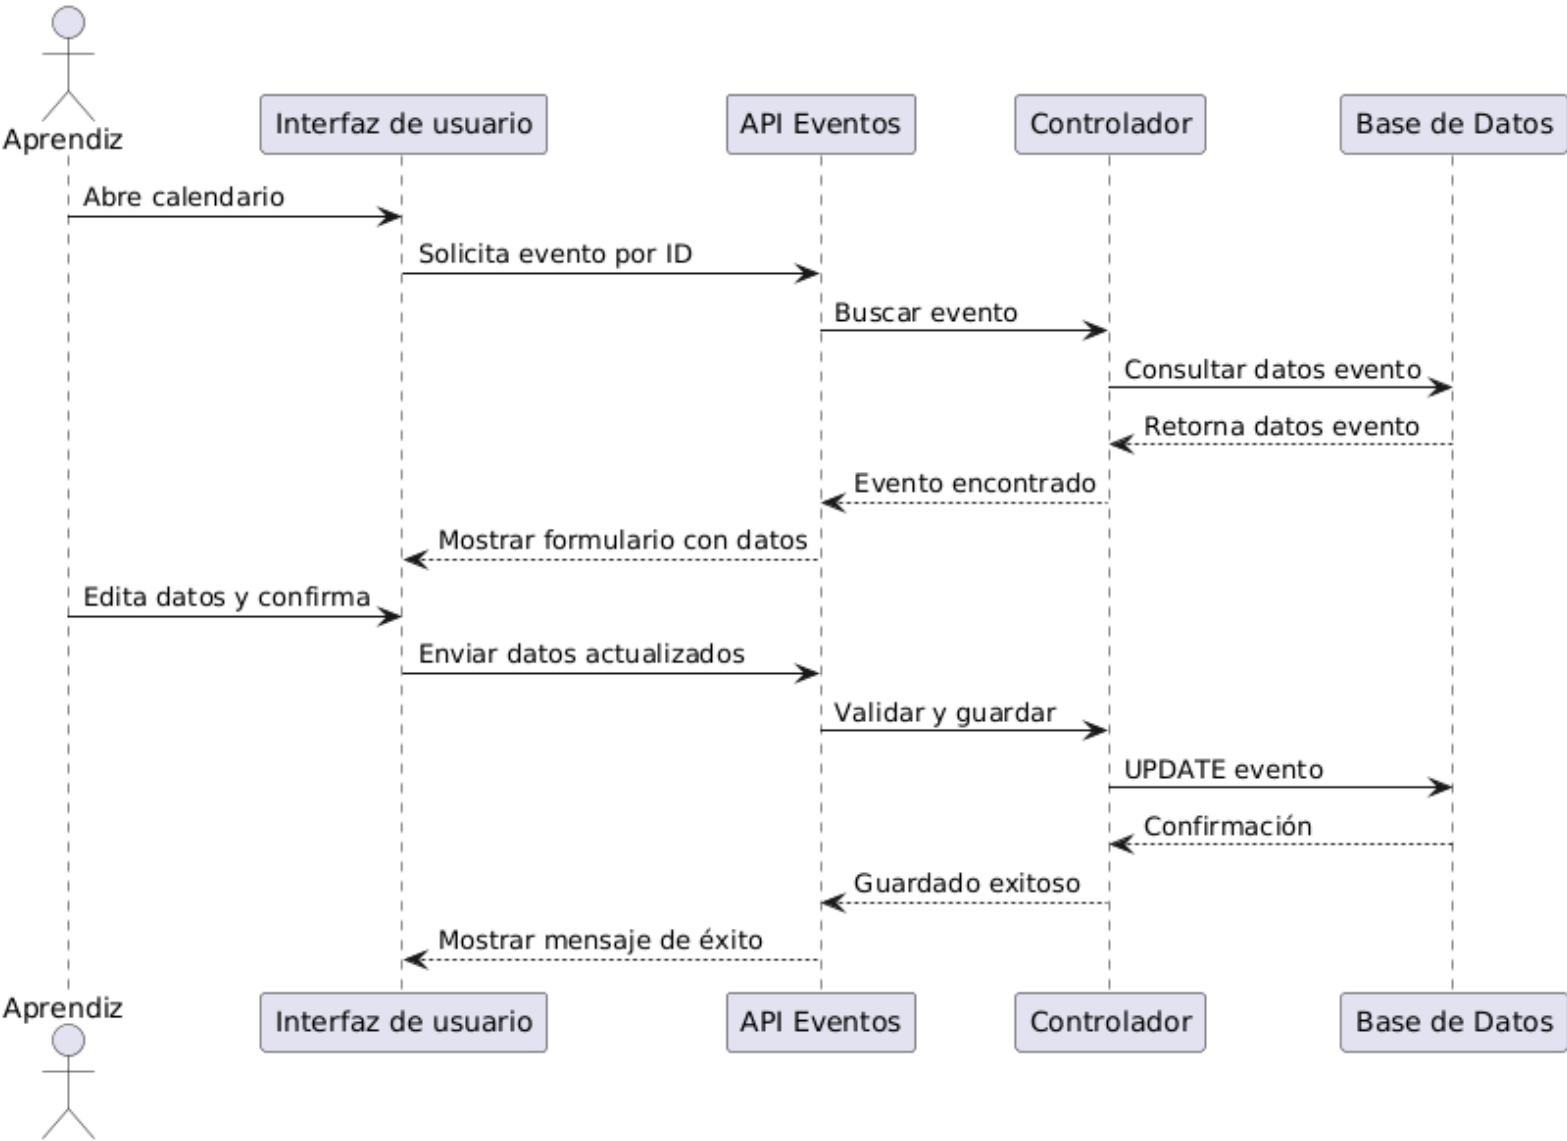 Aprendiz
Interfaz de usuario
API Eventos
Controlador
Base de Datos
Abre calendario
Solicita evento por ID
Buscar evento
Consultar datos evento
Retorna datos evento
Evento encontrado
Mostrar formulario con datos
Edita datos y confirma
Enviar datos actualizados
Validar y guardar
UPDATE evento
Confirmación
Guardado exitoso
Mostrar mensaje de éxito
Aprendiz
Interfaz de usuario
API Eventos
Controlador
Base de Datos